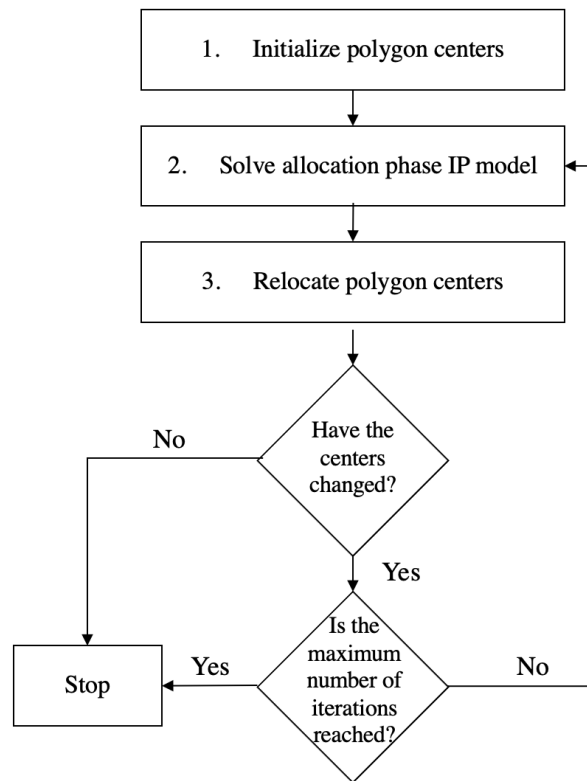 1. Initialize polygon centers
2. Solve allocation phase IP model
3. Relocate polygon centers
Have the
centers
changed?
No
Yes
Is the
maximum
number of
iterations
reached?
Yes
No
Stop